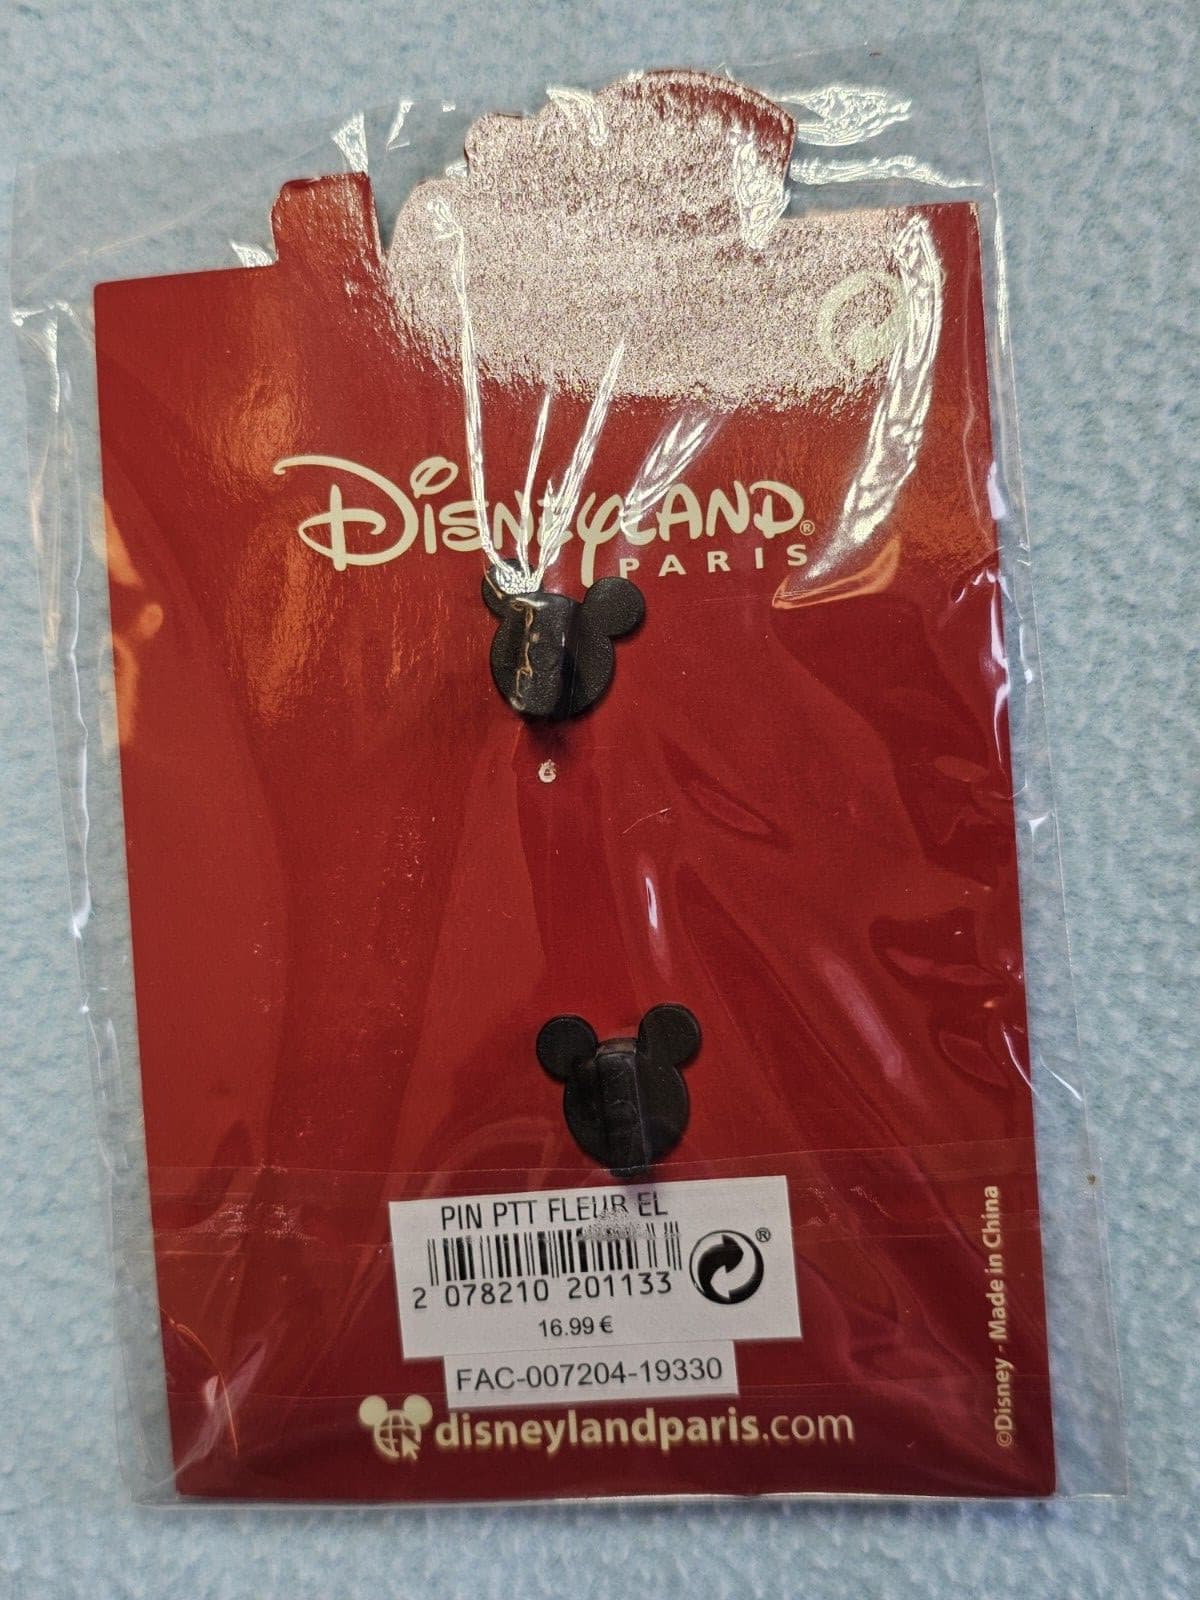 DISNEYLAND®
PARIS
PIN PTT FLEUR EL
2 078210 201133
®
16.99 €
FAC-007204-19330
disneylandparis.com
©Disney - Made in China